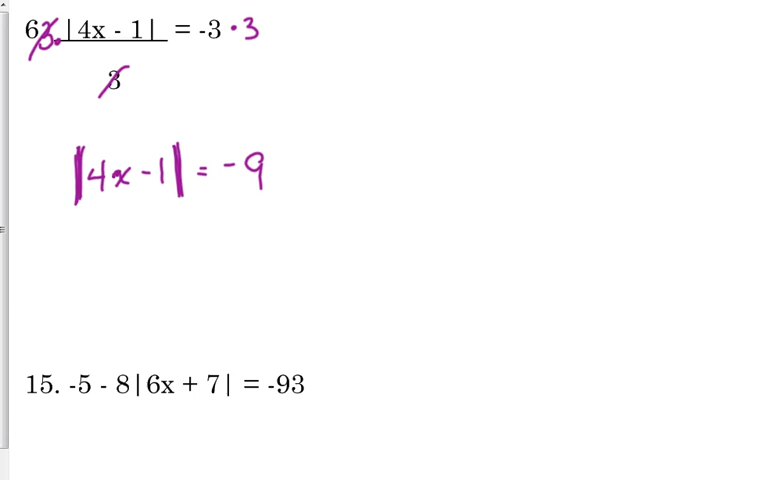 6 3. |4x - 1| = -3 · 3
3
|4x - 1| = - 9
15. -5 - 8|6x + 7| = -93